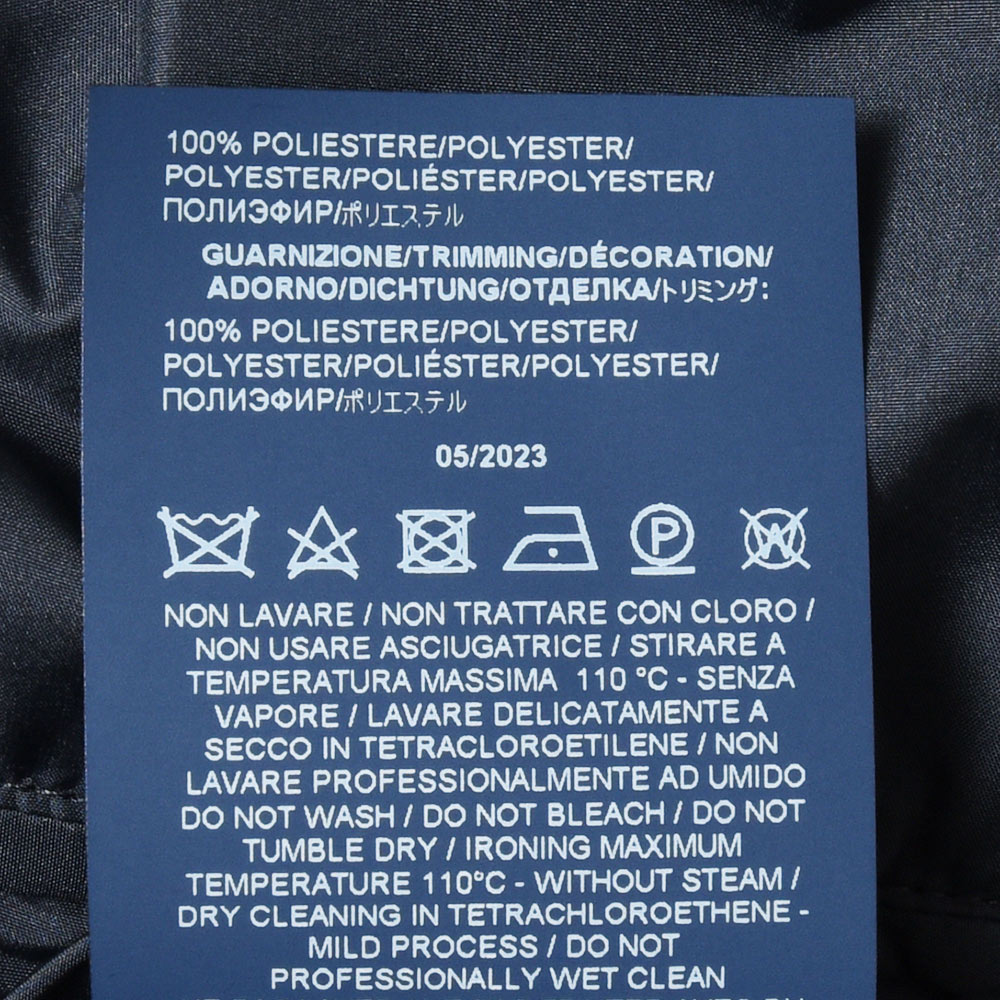 100% POLIESTERE/POLYESTER/
POLYESTER/POLIÉSTER/POLYESTER/
ПОЛИЭФИР/ポリエステル
GUARNIZIONE/TRIMMING/DÉCORATION/
ADORNO/DICHTUNG/ОТДЕЛКА/トリミング:
100% POLIESTERE/POLYESTER/
POLYESTER/POLIÉSTER/POLYESTER/
ПОЛИЭФИР/ポリエステル
05/2023
P W
NON LAVARE / NON TRATTARE CON CLORO /
NON USARE ASCIUGATRICE / STIRARE A
TEMPERATURA MASSIMA 110 °C - SENZA
VAPORE / LAVARE DELICATAMENTE A
SECCO IN TETRACLOROETILENE / NON
LAVARE PROFESSIONALMENTE AD UMIDO
DO NOT WASH / DO NOT BLEACH / DO NOT
TUMBLE DRY / IRONING MAXIMUM
TEMPERATURE 110°C - WITHOUT STEAM /
DRY CLEANING IN TETRACHLOROETHENE -
MILD PROCESS / DO NOT
PROFESSIONALLY WET CLEAN